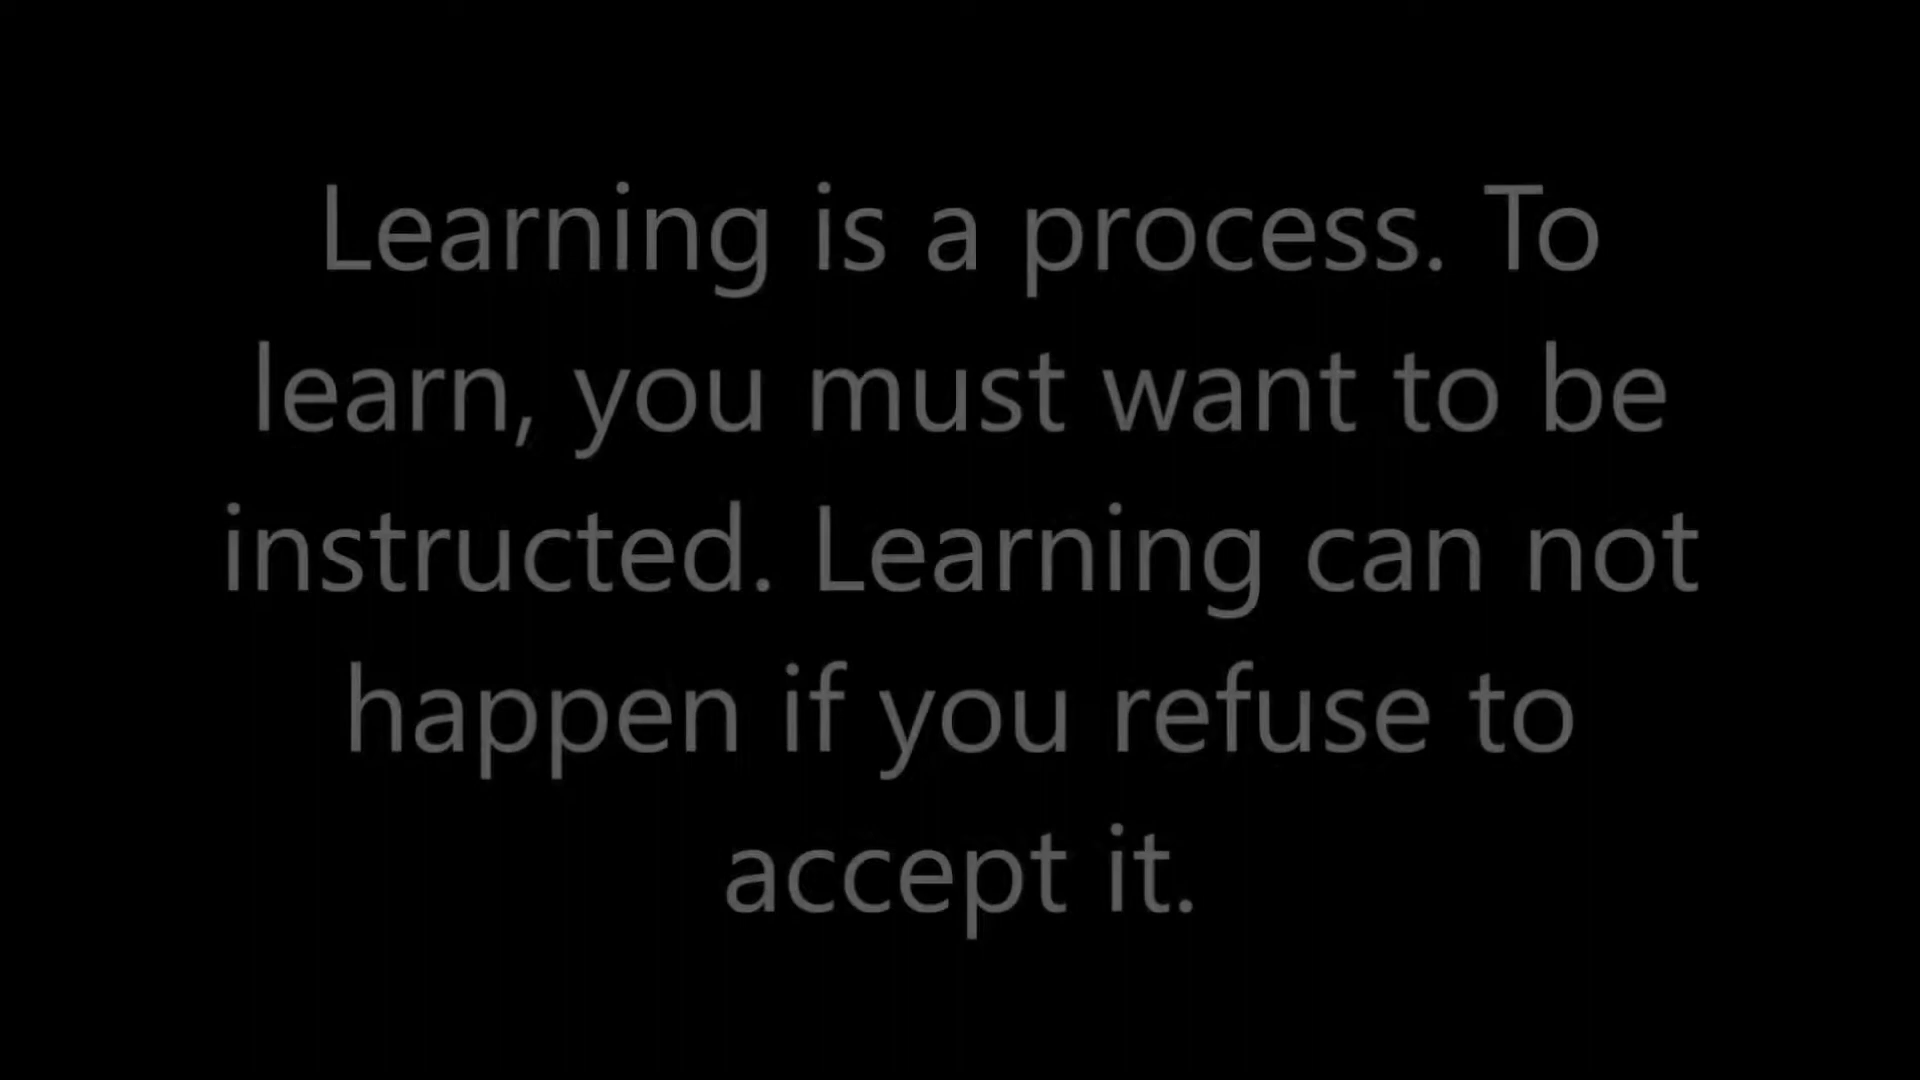 Learning is a process. To
learn, you must want to be
instructed. Learning can not
happen if you refuse to
accept it.